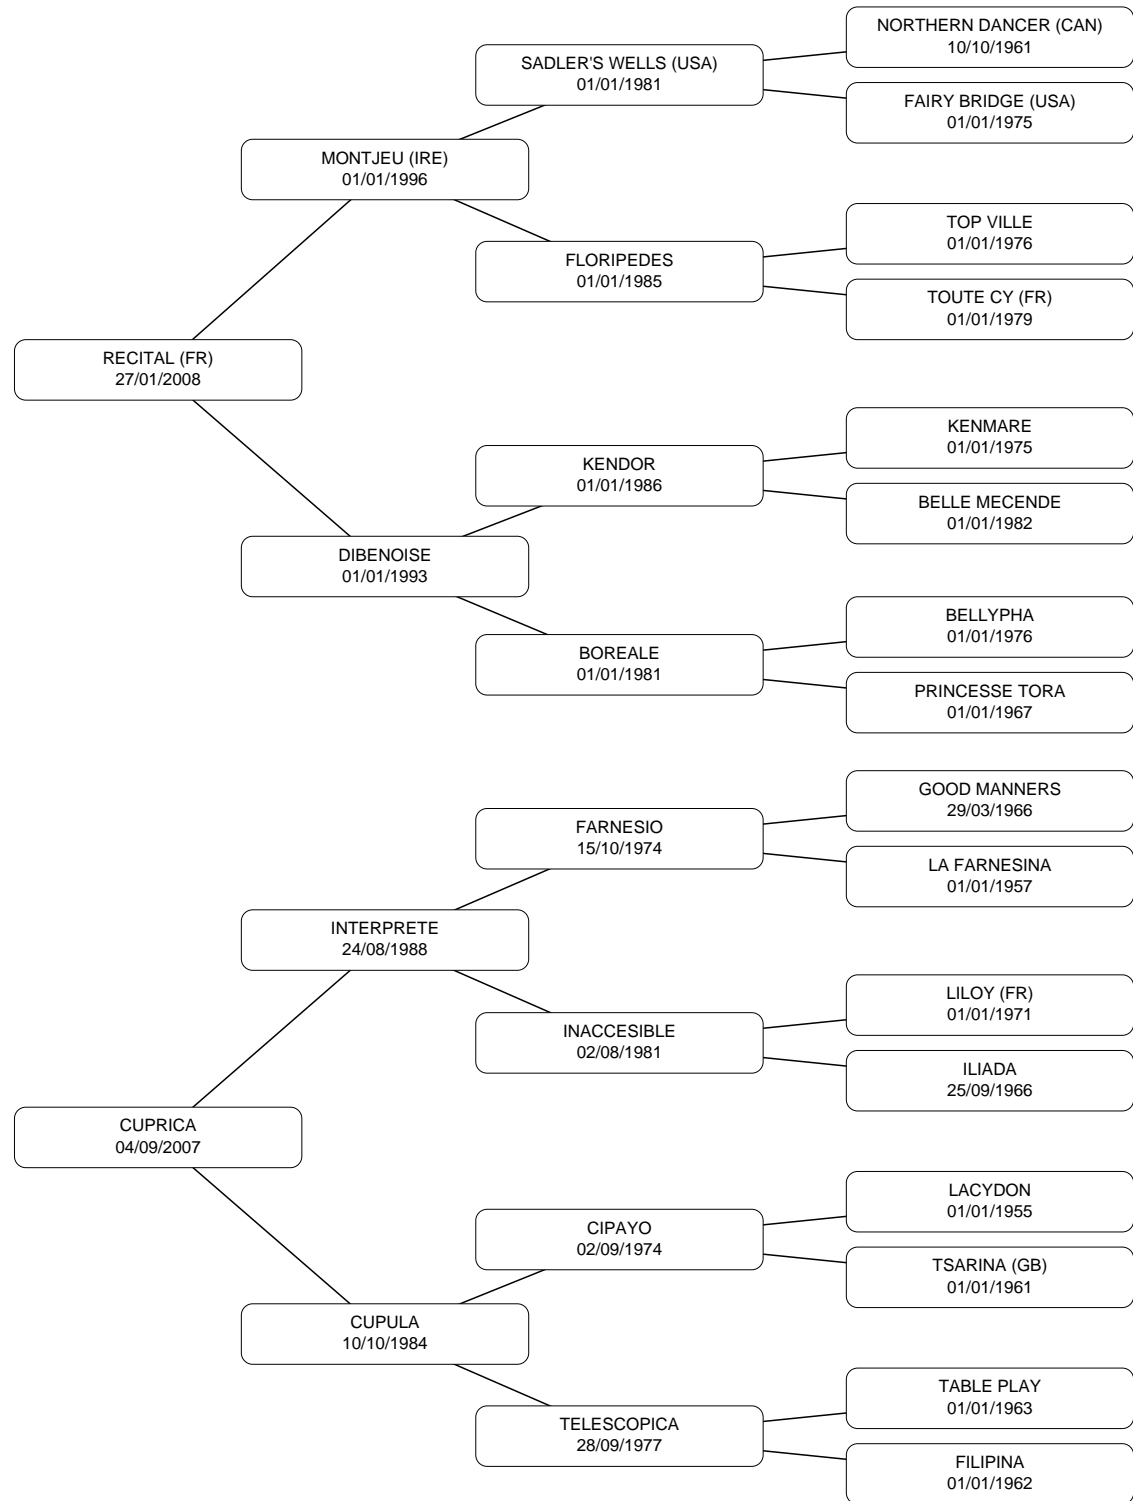 NORTHERN DANCER (CAN)
10/10/1961
SADLER'S WELLS (USA)
01/01/1981
FAIRY BRIDGE (USA)
01/01/1975
MONTJEU (IRE)
01/01/1996
TOP VILLE
01/01/1976
FLORIPEDES
01/01/1985
TOUTE CY (FR)
01/01/1979
RECITAL (FR)
27/01/2008
KENMARE
01/01/1975
KENDOR
01/01/1986
BELLE MECENDE
01/01/1982
DIBENOISE
01/01/1993
BELLYPHA
01/01/1976
BOREALE
01/01/1981
PRINCESSE TORA
01/01/1967
GOOD MANNERS
29/03/1966
FARNESIO
15/10/1974
LA FARNESINA
01/01/1957
INTERPRETE
24/08/1988
LILOY (FR)
01/01/1971
INACCESIBLE
02/08/1981
ILIADA
25/09/1966
CUPRICA
04/09/2007
LACYDON
01/01/1955
CIPAYO
02/09/1974
TSARINA (GB)
01/01/1961
CUPULA
10/10/1984
TABLE PLAY
01/01/1963
TELESCOPICA
28/09/1977
FILIPINA
01/01/1962